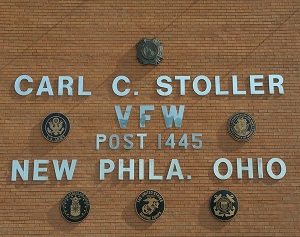 CARL C. STOLLER
VFW
POST 1445
NEW PHILA. OHIO